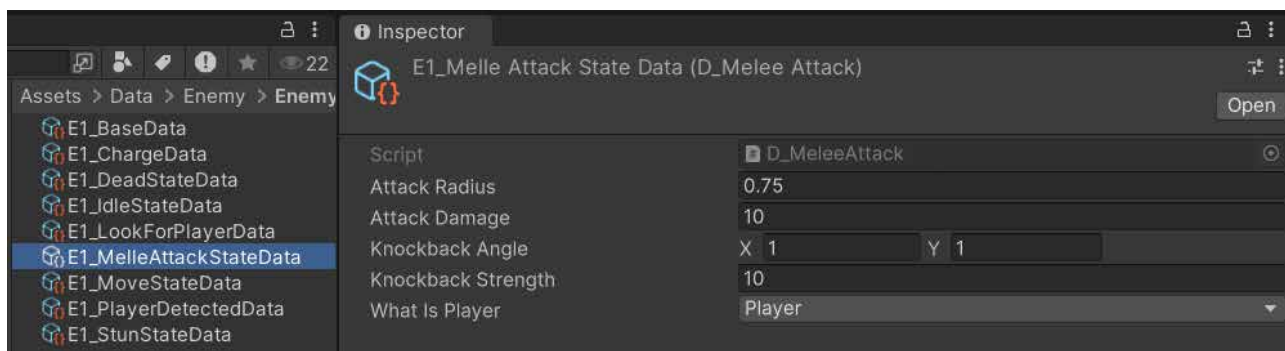 22
Assets > Data > Enemy > Enemy
E1_BaseData
E1_ChargeData
E1_DeadStateData
E1_IdleStateData
E1_LookForPlayerData
E1_MelleAttackStateData
E1_MoveStateData
E1_PlayerDetectedData
E1_StunStateData
Inspector
E1_Melle Attack State Data (D_Melee Attack)
Open
Script D_MeleeAttack
Attack Radius 0.75
Attack Damage 10
Knockback Angle X 1 Y 1
Knockback Strength 10
What Is Player Player